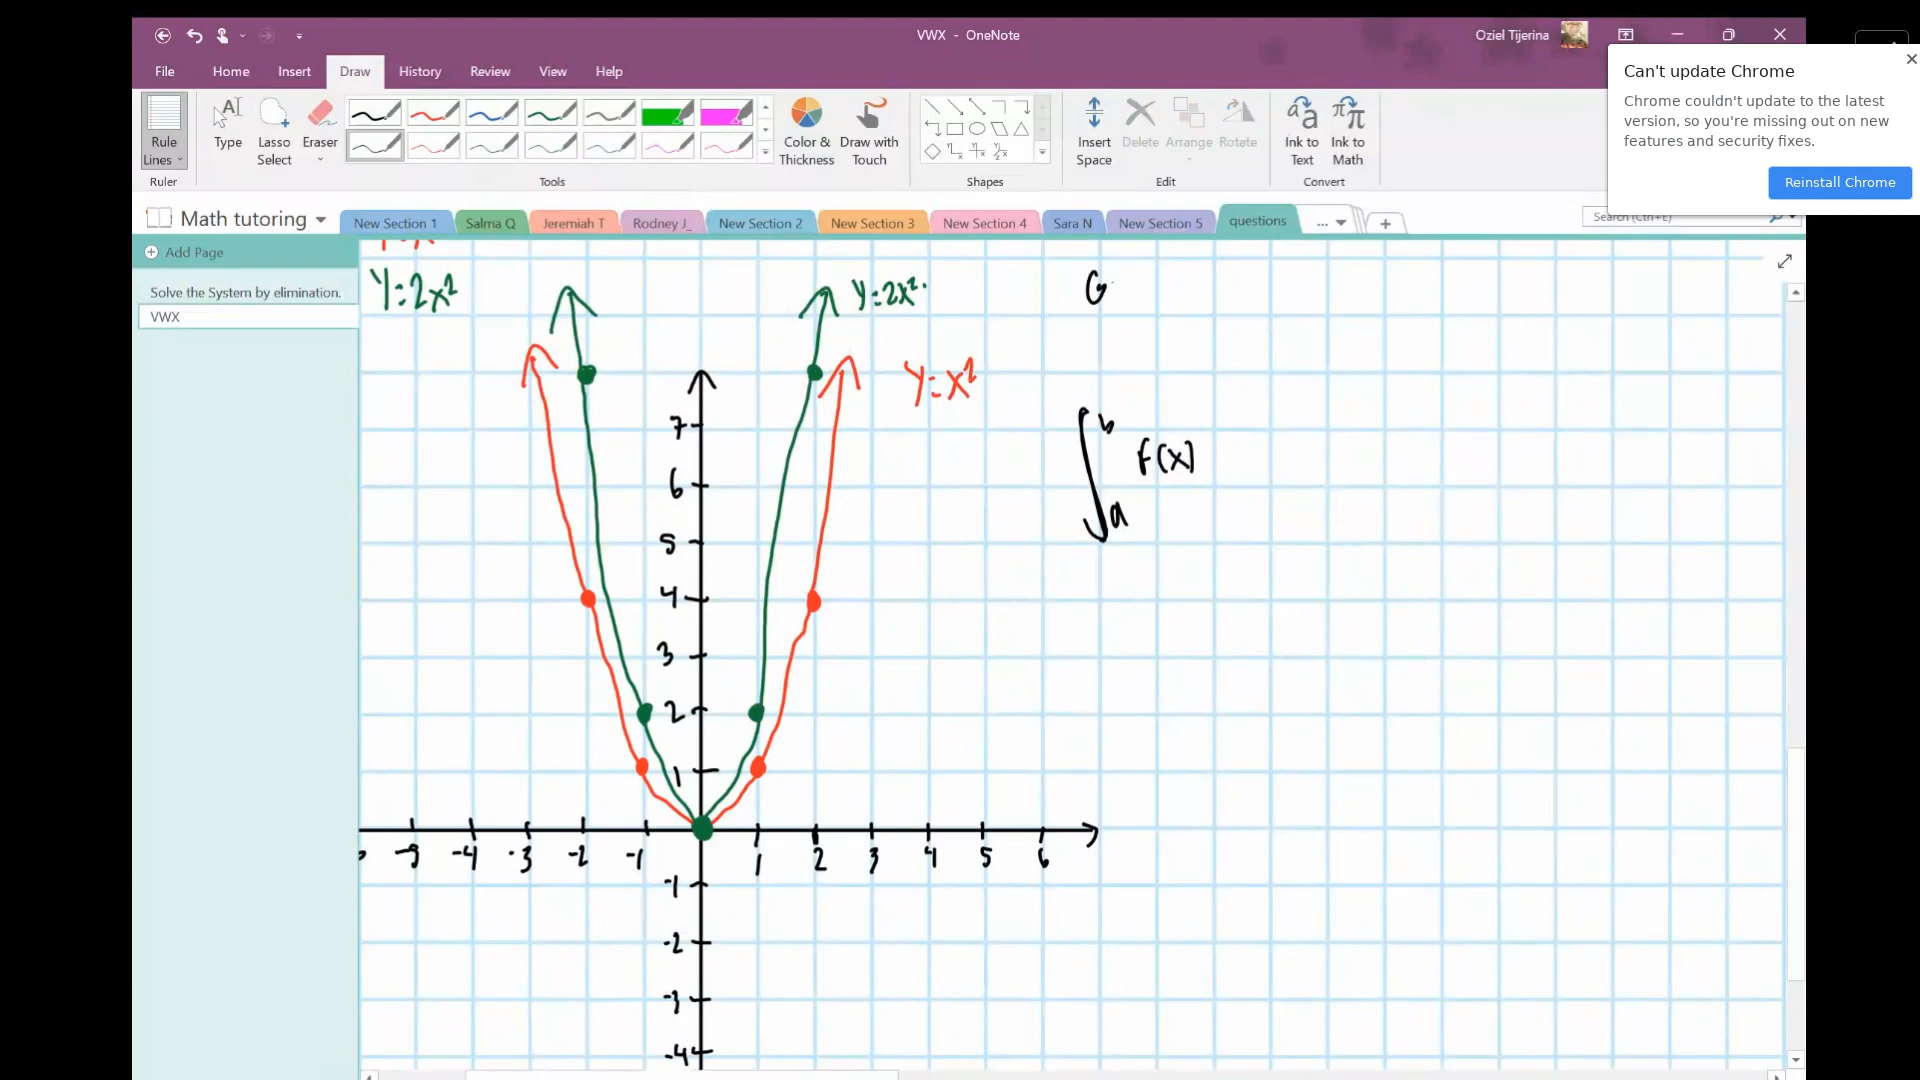 VWX - OneNote
Oziel Tijerina
File Home Insert Draw History Review View Help
Can't update Chrome
Chrome couldn't update to the latest
version, so you're missing out on new
features and security fixes.
Reinstall Chrome
Rule Lines
Type
Lasso Select
Eraser
Color & Thickness
Draw with Touch
Insert Space
Delete
Arrange
Rotate
Ink to Text
Ink to Math
Ruler
Tools
Shapes
Edit
Convert
Math tutoring
New Section 1
Salma Q
Jeremiah T
Rodney J_
New Section 2
New Section 3
New Section 4
Sara N
New Section 5
questions
...
+
Search (Ctrl+E)
Add Page
Solve the System by elimination.
VWX
y=2x²
y=2x²
G
y=x²
7
6
5
4
3
2
1
∫ b a f(x)
-4 -3 -2 -1 1 2 3 4 5 6
-1
-2
-3
-4